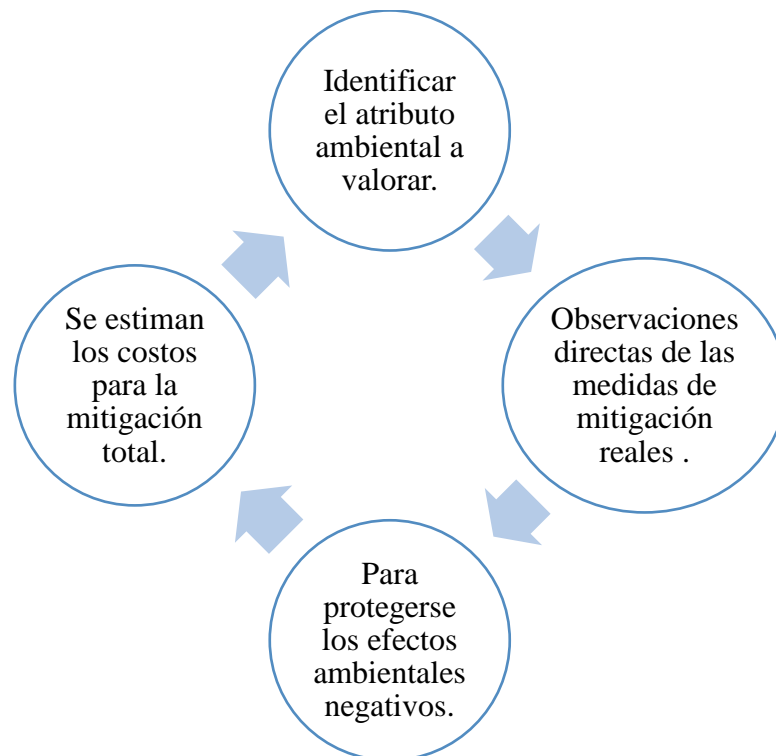 Identificar
el atributo
ambiental a
valorar.
Observaciones
directas de las
medidas de
mitigación
reales .
Para
protegerse
los efectos
ambientales
negativos.
Se estiman
los costos
para la
mitigación
total.